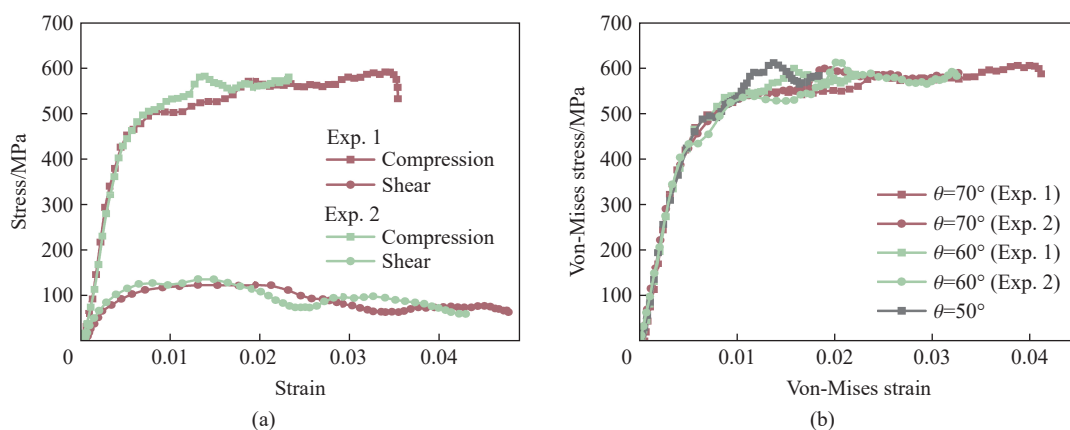 700
600
500
400
300
200
100
0
0.01
0.02
0.03
0.04
Stress/MPa
Strain
Exp. 1
Compression
Shear
Exp. 2
Compression
Shear
(a)
700
600
500
400
300
200
100
0
0.01
0.02
0.03
0.04
Von-Mises stress/MPa
Von-Mises strain
θ=70° (Exp. 1)
θ=70° (Exp. 2)
θ=60° (Exp. 1)
θ=60° (Exp. 2)
θ=50°
(b)